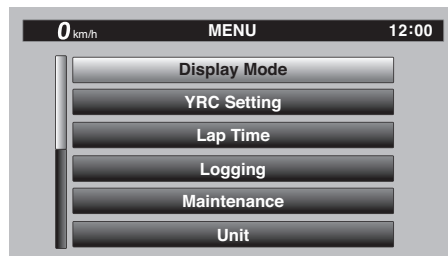 0 km/h MENU 12:00
Display Mode
YRC Setting
Lap Time
Logging
Maintenance
Unit